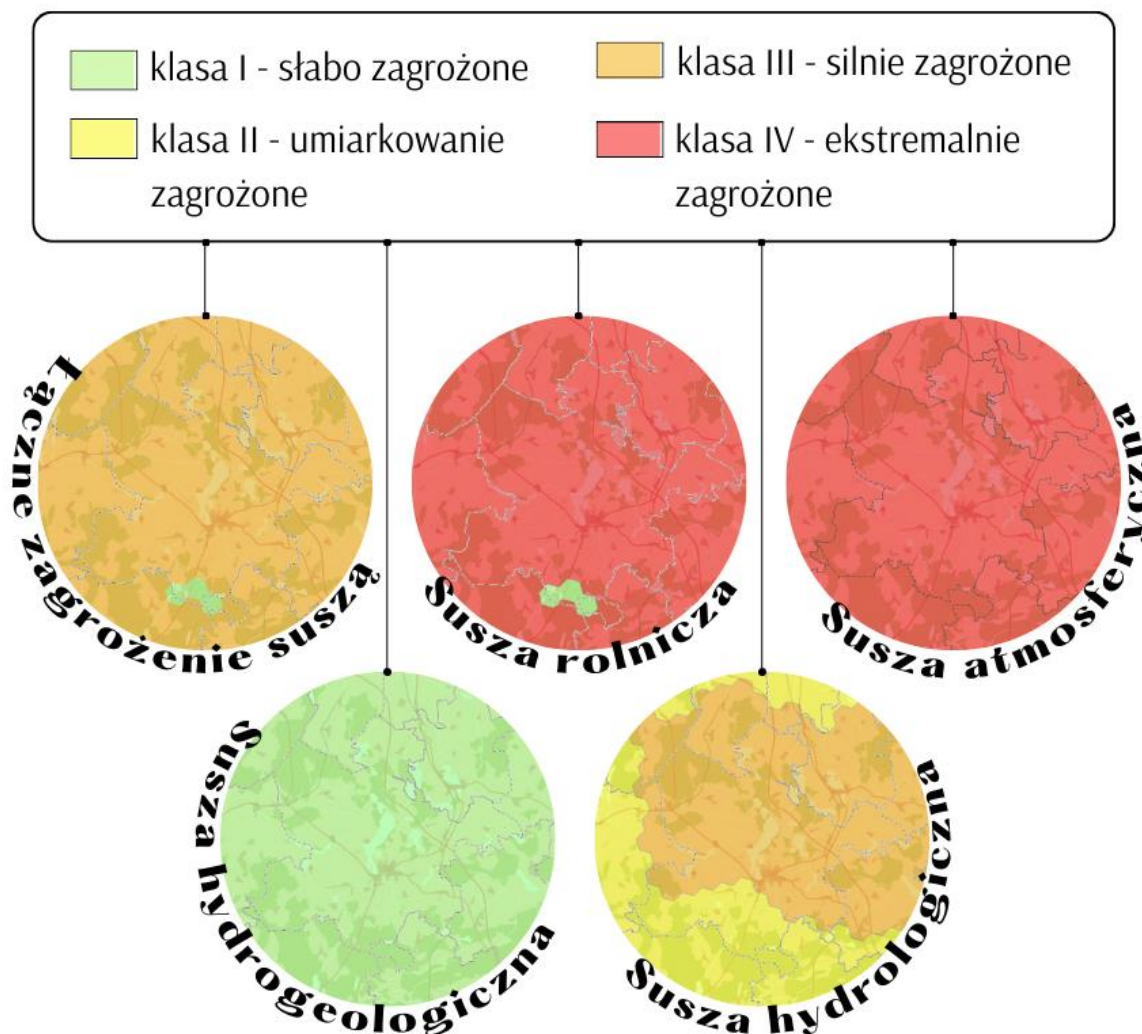 klasa I - słabo zagrożone
klasa II - umiarkowanie
zagrożone
klasa III - silnie zagrożone
klasa IV - ekstremalnie
zagrożone
Łączne zagrożenie suszą
Susza rolnicza
Susza atmosferyczna
Susza hydrogeologiczna
Susza hydrologiczna